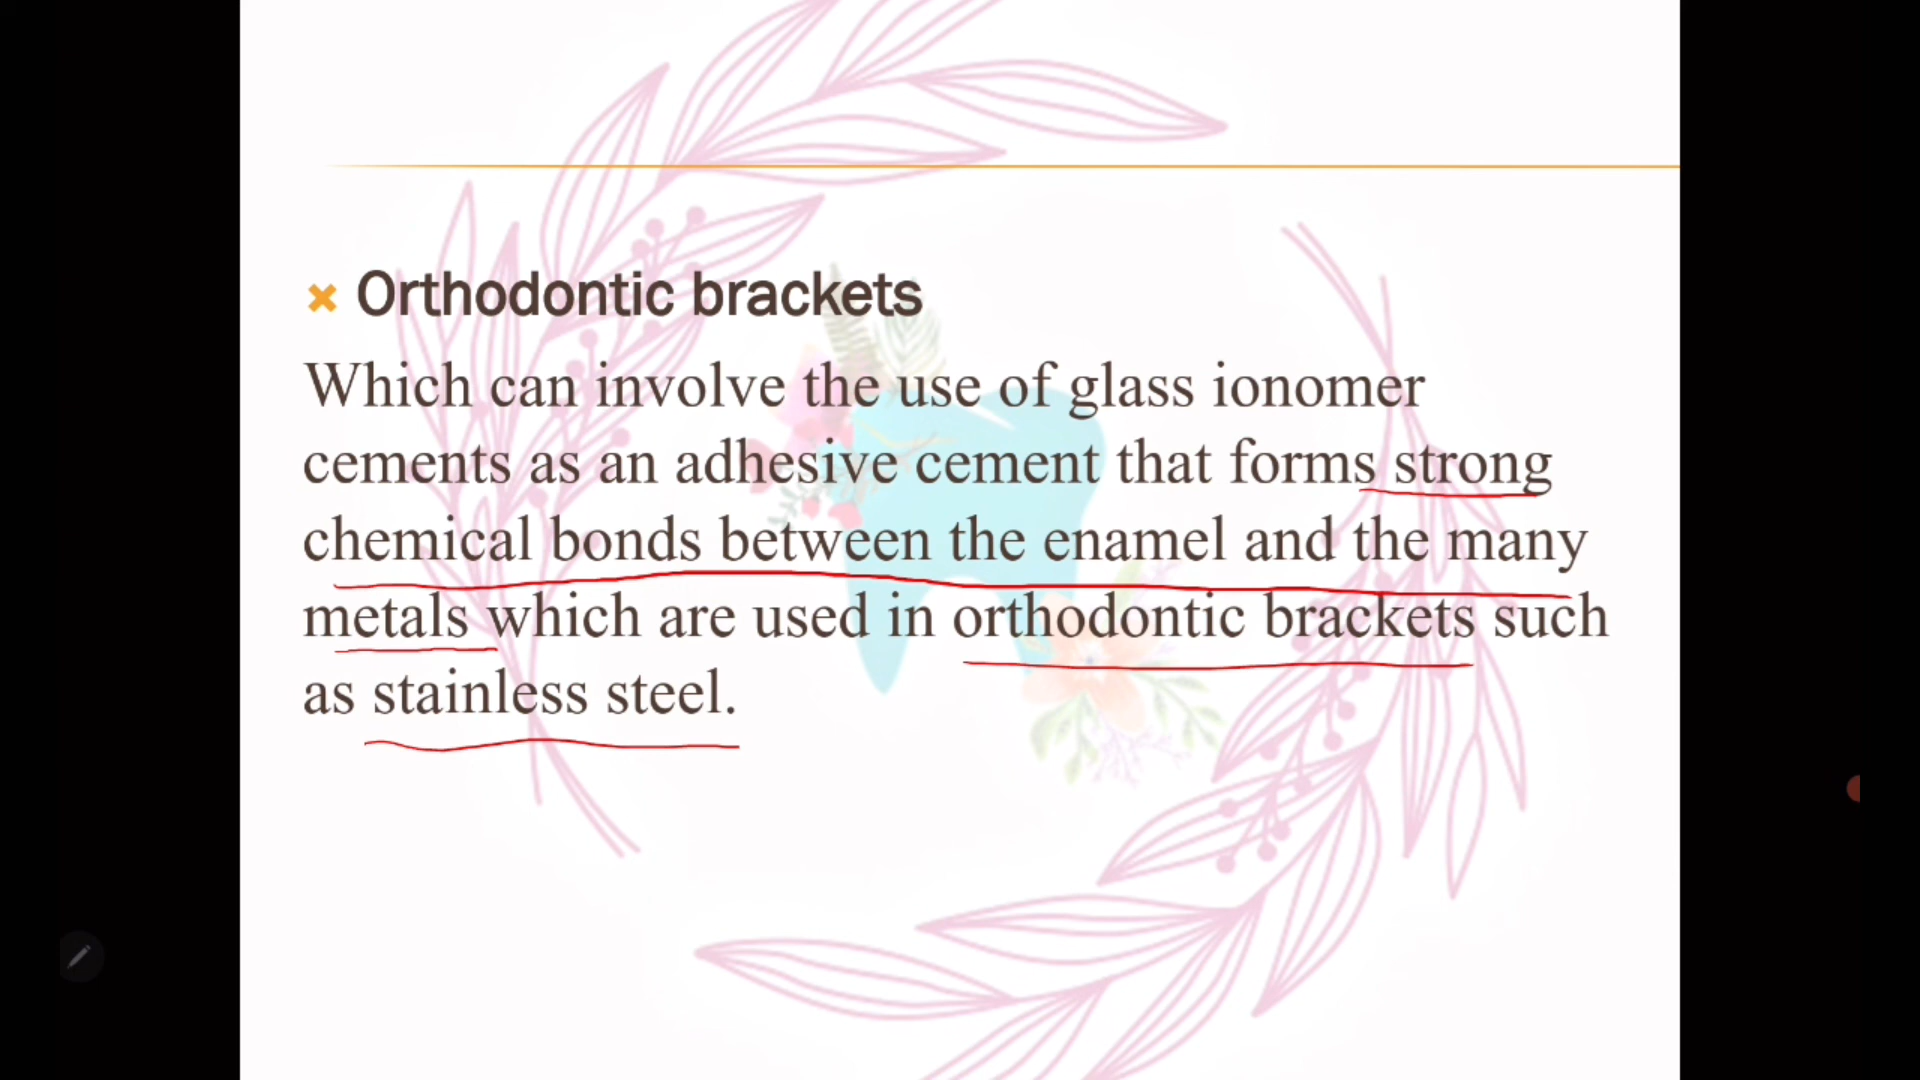 Orthodontic brackets
Which can involve the use of glass ionomer
cements as an adhesive cement that forms strong
chemical bonds between the enamel and the many
metals which are used in orthodontic brackets such
as stainless steel.